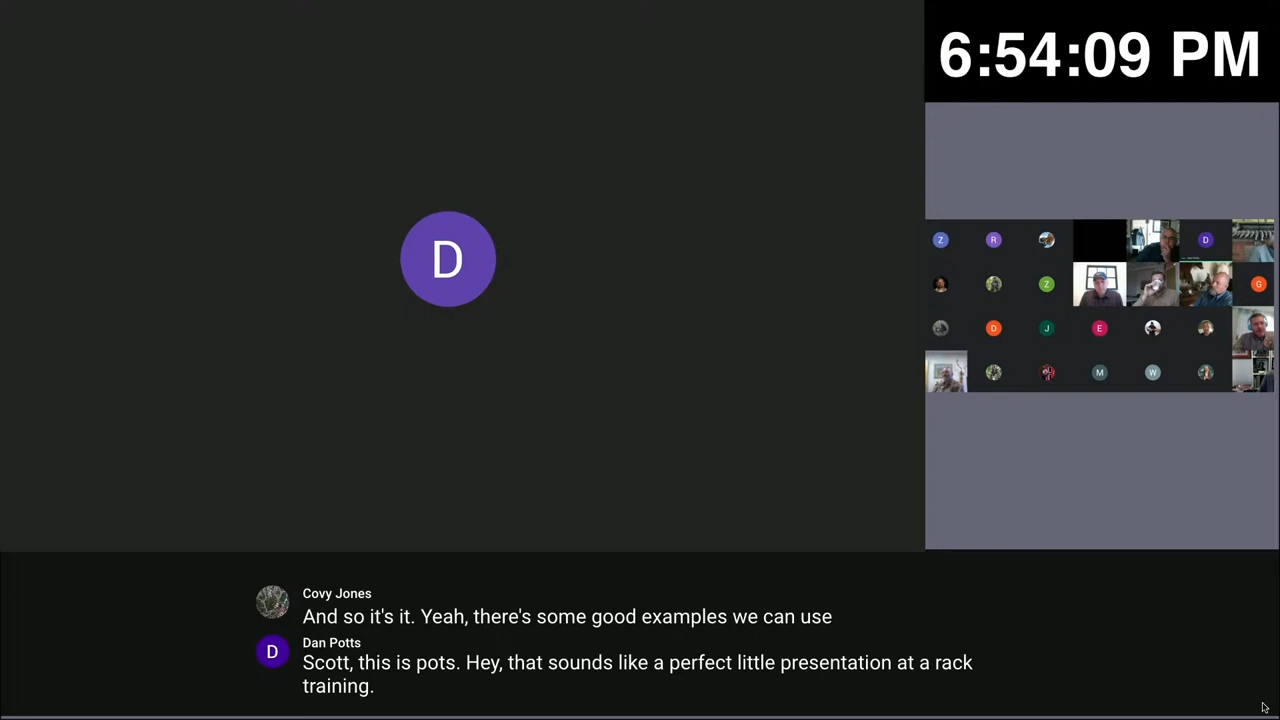 6:54:09 PM
D
Z
R
D
Z
G
D
J
E
M
W
Covy Jones
And so it's it. Yeah, there's some good examples we can use
D
Dan Potts
Scott, this is pots. Hey, that sounds like a perfect little presentation at a rack
training.